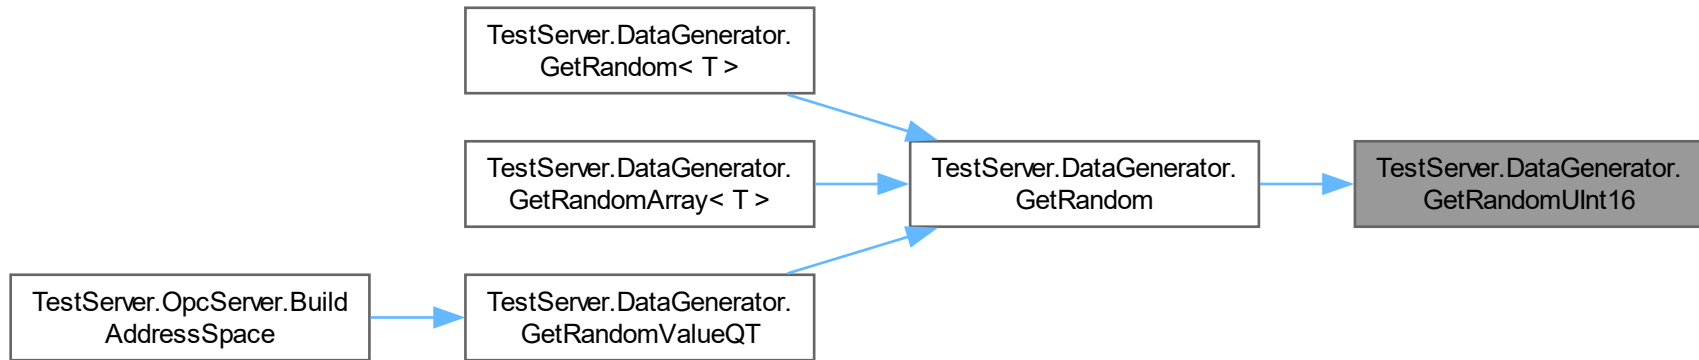 TestServer.DataGenerator.
GetRandom< T >
TestServer.DataGenerator.
GetRandomArray< T >
TestServer.DataGenerator.
GetRandom
TestServer.DataGenerator.
GetRandomUInt16
TestServer.OpcServer.Build
AddressSpace
TestServer.DataGenerator.
GetRandomValueQT